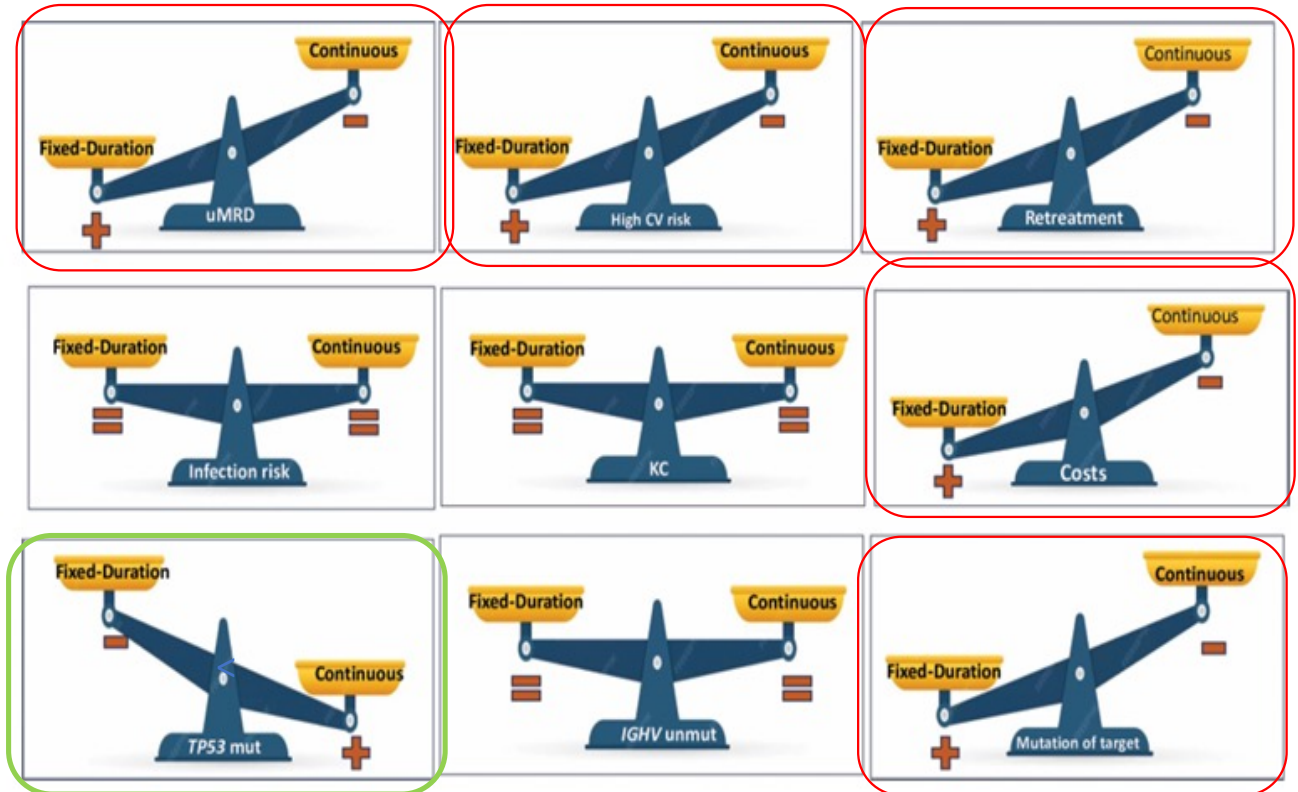 Continuous
Fixed-Duration
uMRD
Continuous
Fixed-Duration
High CV risk
Continuous
Fixed-Duration
Retreatment
Fixed-Duration Continuous
Infection risk
Fixed-Duration Continuous
KC
Continuous
Fixed-Duration
Costs
Fixed-Duration
Continuous
TP53 mut
Fixed-Duration Continuous
IGHV unmut
Continuous
Fixed-Duration
Mutation of target